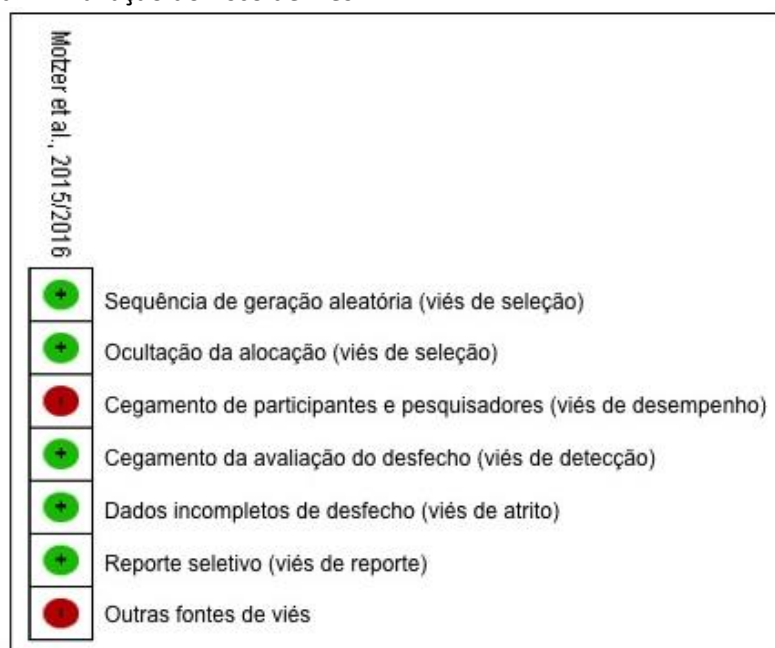 Motzer et al., 2015/2016
+ Sequência de geração aleatória (viés de seleção)
+ Ocultação da alocação (viés de seleção)
Cegamento de participantes e pesquisadores (viés de desempenho)
+ Cegamento da avaliação do desfecho (viés de detecção)
+ Dados incompletos de desfecho (viés de atrito)
+ Reporte seletivo (viés de reporte)
Outras fontes de viés